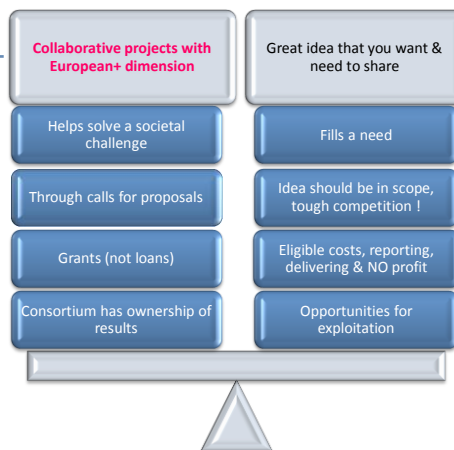 Collaborative projects with
European+ dimension
Great idea that you want &
need to share
Helps solve a societal
challenge
Fills a need
Through calls for proposals
Idea should be in scope,
tough competition !
Grants (not loans)
Eligible costs, reporting,
delivering & NO profit
Consortium has ownership of
results
Opportunities for
exploitation